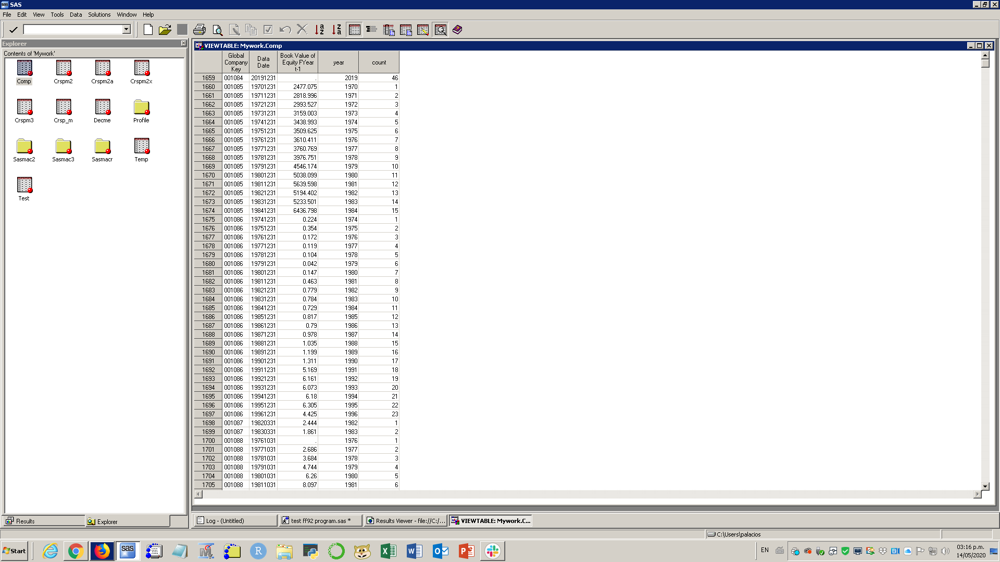 SAS
File Edit View Tools Data Solutions Window Help
Explorer
Contents of 'Mywork'
Comp Crspm2 Crspm2a Crspm2x
Crspm3 Crsp_m Decme Profile
Sasmac2 Sasmac3 Sasmacr Temp
Test
Results Explorer
VIEWTABLE: Mywork.Comp
Global Company Key Data Date Book Value of Equity FYear t-1 year count
1659 001084 20191231 . 2019 46
1660 001085 19701231 2477.075 1970 1
1661 001085 19711231 2818.996 1971 2
1662 001085 19721231 2993.527 1972 3
1663 001085 19731231 3159.003 1973 4
1664 001085 19741231 3438.993 1974 5
1665 001085 19751231 3509.625 1975 6
1666 001085 19761231 3610.411 1976 7
1667 001085 19771231 3760.769 1977 8
1668 001085 19781231 3976.751 1978 9
1669 001085 19791231 4546.174 1979 10
1670 001085 19801231 5038.099 1980 11
1671 001085 19811231 5639.598 1981 12
1672 001085 19821231 5194.402 1982 13
1673 001085 19831231 5233.501 1983 14
1674 001085 19841231 6436.798 1984 15
1675 001086 19741231 0.224 1974 1
1676 001086 19751231 0.354 1975 2
1677 001086 19761231 0.172 1976 3
1678 001086 19771231 0.119 1977 4
1679 001086 19781231 0.104 1978 5
1680 001086 19791231 0.042 1979 6
1681 001086 19801231 0.147 1980 7
1682 001086 19811231 0.463 1981 8
1683 001086 19821231 0.779 1982 9
1684 001086 19831231 0.784 1983 10
1685 001086 19841231 0.729 1984 11
1686 001086 19851231 0.817 1985 12
1687 001086 19861231 0.79 1986 13
1688 001086 19871231 0.978 1987 14
1689 001086 19881231 1.035 1988 15
1690 001086 19891231 1.199 1989 16
1691 001086 19901231 1.311 1990 17
1692 001086 19911231 5.169 1991 18
1693 001086 19921231 6.161 1992 19
1694 001086 19931231 6.073 1993 20
1695 001086 19941231 6.18 1994 21
1696 001086 19951231 6.305 1995 22
1697 001086 19961231 4.425 1996 23
1698 001087 19820331 2.444 1982 1
1699 001087 19830331 1.861 1983 2
1700 001088 19761031 . 1976 1
1701 001088 19771031 2.686 1977 2
1702 001088 19781031 3.684 1978 3
1703 001088 19791031 4.744 1979 4
1704 001088 19801031 6.26 1980 5
1705 001088 19811031 8.097 1981 6
Log - (Untitled) test ff92 program.sas * Results Viewer - file://C:/... VIEWTABLE: Mywork.C...
C:\Users\palacios
Start EN 03:16 p.m.
14/05/2020